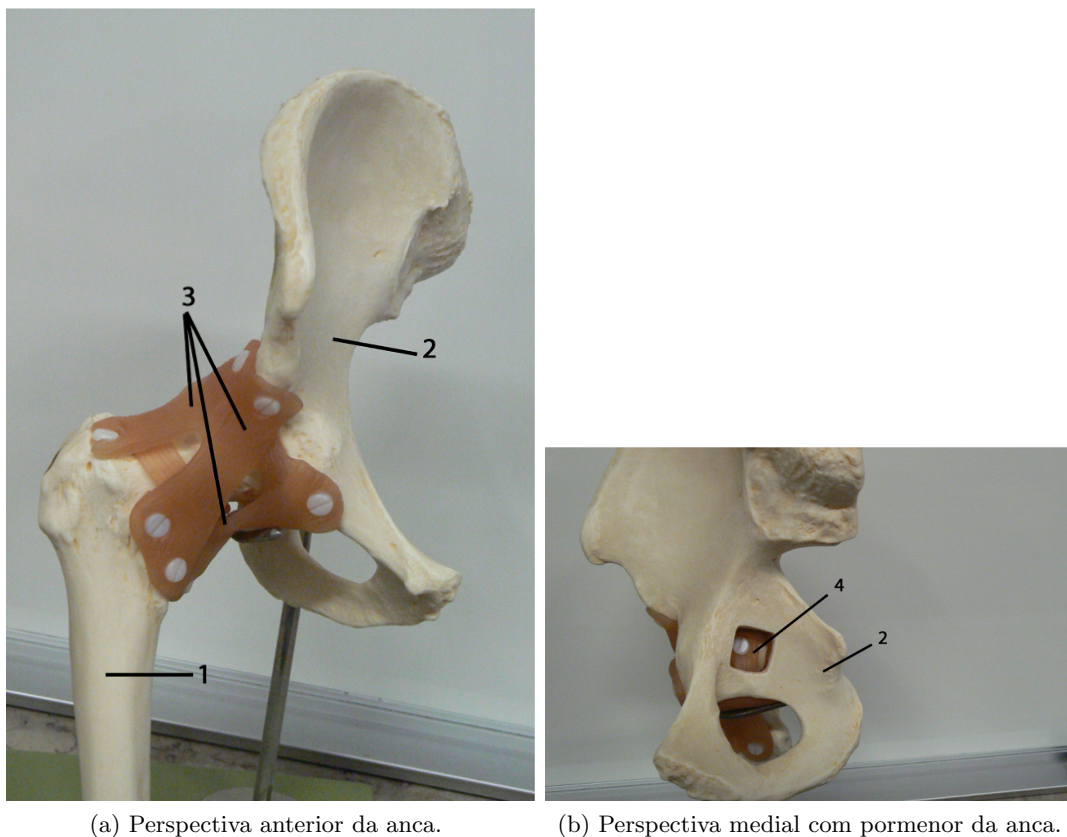 3
2
1
4
2
(a) Perspectiva anterior da anca.
(b) Perspectiva medial com pormenor da anca.